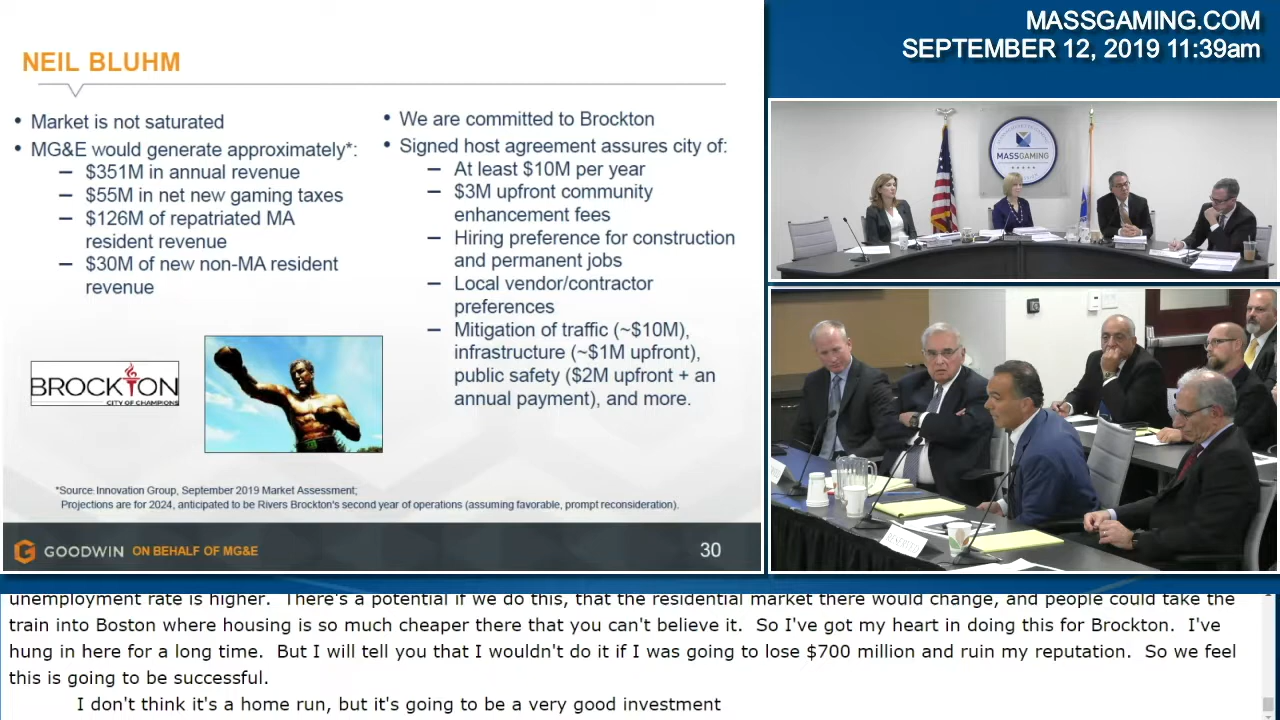 MASSGAMING.COM
SEPTEMBER 12, 2019 11:39am
NEIL BLUHM
• Market is not saturated
• MG&E would generate approximately*:
– $351M in annual revenue
– $55M in net new gaming taxes
– $126M of repatriated MA
resident revenue
– $30M of new non-MA resident
revenue
• We are committed to Brockton
• Signed host agreement assures city of:
– At least $10M per year
– $3M upfront community
enhancement fees
– Hiring preference for construction
and permanent jobs
– Local vendor/contractor
preferences
– Mitigation of traffic (~$10M),
infrastructure (~$1M upfront),
public safety ($2M upfront + an
annual payment), and more.
BROCKTON
CITY OF CHAMPIONS
*Source: Innovation Group, September 2019 Market Assessment;
Projections are for 2024, anticipated to be Rivers Brockton's second year of operations (assuming favorable, prompt reconsideration).
GOODWIN ON BEHALF OF MG&E
30
MASSGAMING
RESERVED
unemployment rate is higher. There's a potential if we do this, that the residential market there would change, and people could take the
train into Boston where housing is so much cheaper there that you can't believe it. So I've got my heart in doing this for Brockton. I've
hung in here for a long time. But I will tell you that I wouldn't do it if I was going to lose $700 million and ruin my reputation. So we feel
this is going to be successful.
I don't think it's a home run, but it's going to be a very good investment